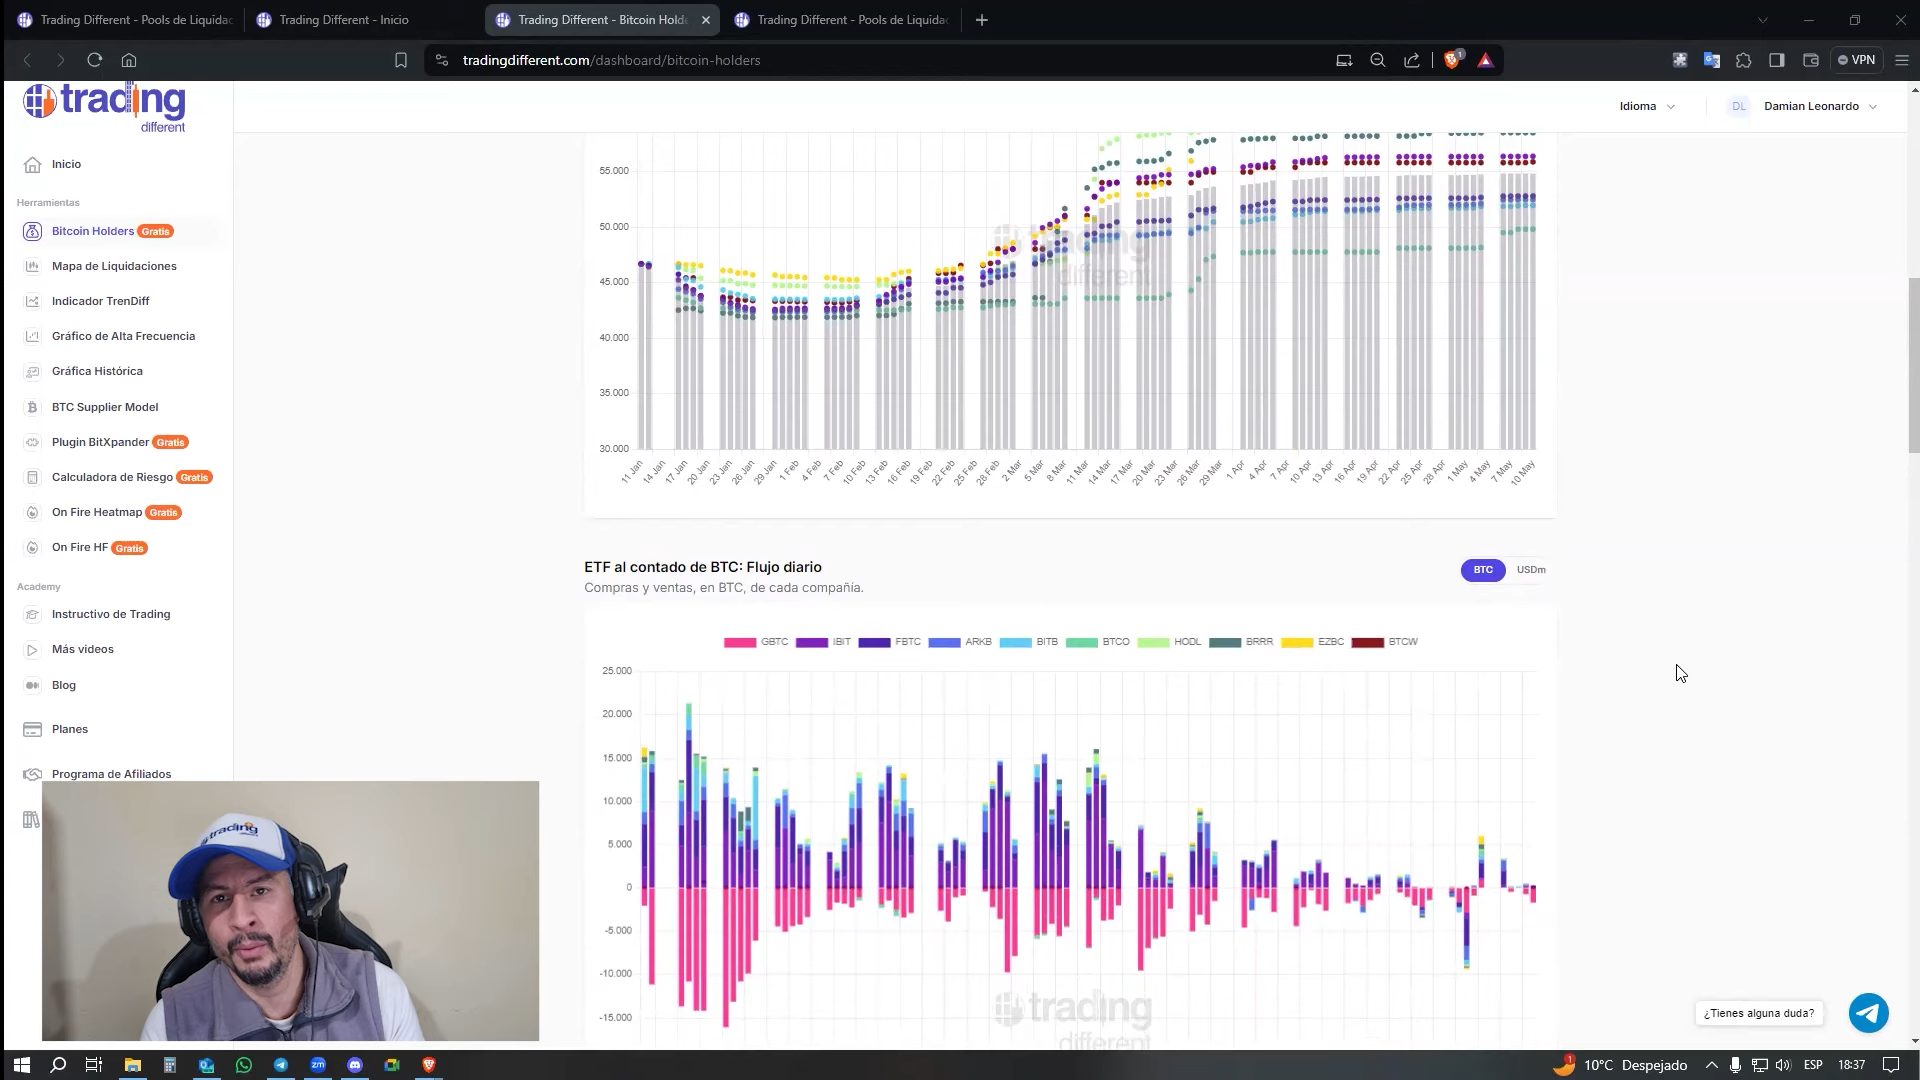 Trading Different - Pools de Liquidac
Trading Different - Inicio
Trading Different - Bitcoin Holde
Trading Different - Pools de Liquidac
tradingdifferent.com/dashboard/bitcoin-holders
1
VPN
trading
different
Idioma
DL
Damian Leonardo
Inicio
Herramientas
Bitcoin Holders Gratis
Mapa de Liquidaciones
Indicador TrenDiff
Gráfico de Alta Frecuencia
Gráfica Histórica
BTC Supplier Model
Plugin BitXpander Gratis
Calculadora de Riesgo Gratis
On Fire Heatmap Gratis
On Fire HF Gratis
Academy
Instructivo de Trading
Más videos
Blog
Planes
Programa de Afiliados
55.000
50.000
45.000
40.000
35.000
30.000
trading
different
11 Jan 14 Jan 17 Jan 20 Jan 23 Jan 26 Jan 29 Jan 1 Feb 4 Feb 7 Feb 10 Feb 13 Feb 16 Feb 19 Feb 22 Feb 25 Feb 28 Feb 2 Mar 5 Mar 8 Mar 11 Mar 14 Mar 17 Mar 20 Mar 23 Mar 26 Mar 29 Mar 1 Apr 4 Apr 7 Apr 10 Apr 13 Apr 16 Apr 19 Apr 22 Apr 25 Apr 28 Apr 1 May 4 May 7 May 10 May
ETF al contado de BTC: Flujo diario
Compras y ventas, en BTC, de cada compañía.
BTC USDm
GBTC IBIT FBTC ARKB BITB BTCO HODL BRRR EZBC BTCW
25.000
20.000
15.000
10.000
5.000
0
-5.000
-10.000
-15.000
trading
different
trading
¿Tienes alguna duda?
zm
1
10°C Despejado
ESP
18:37